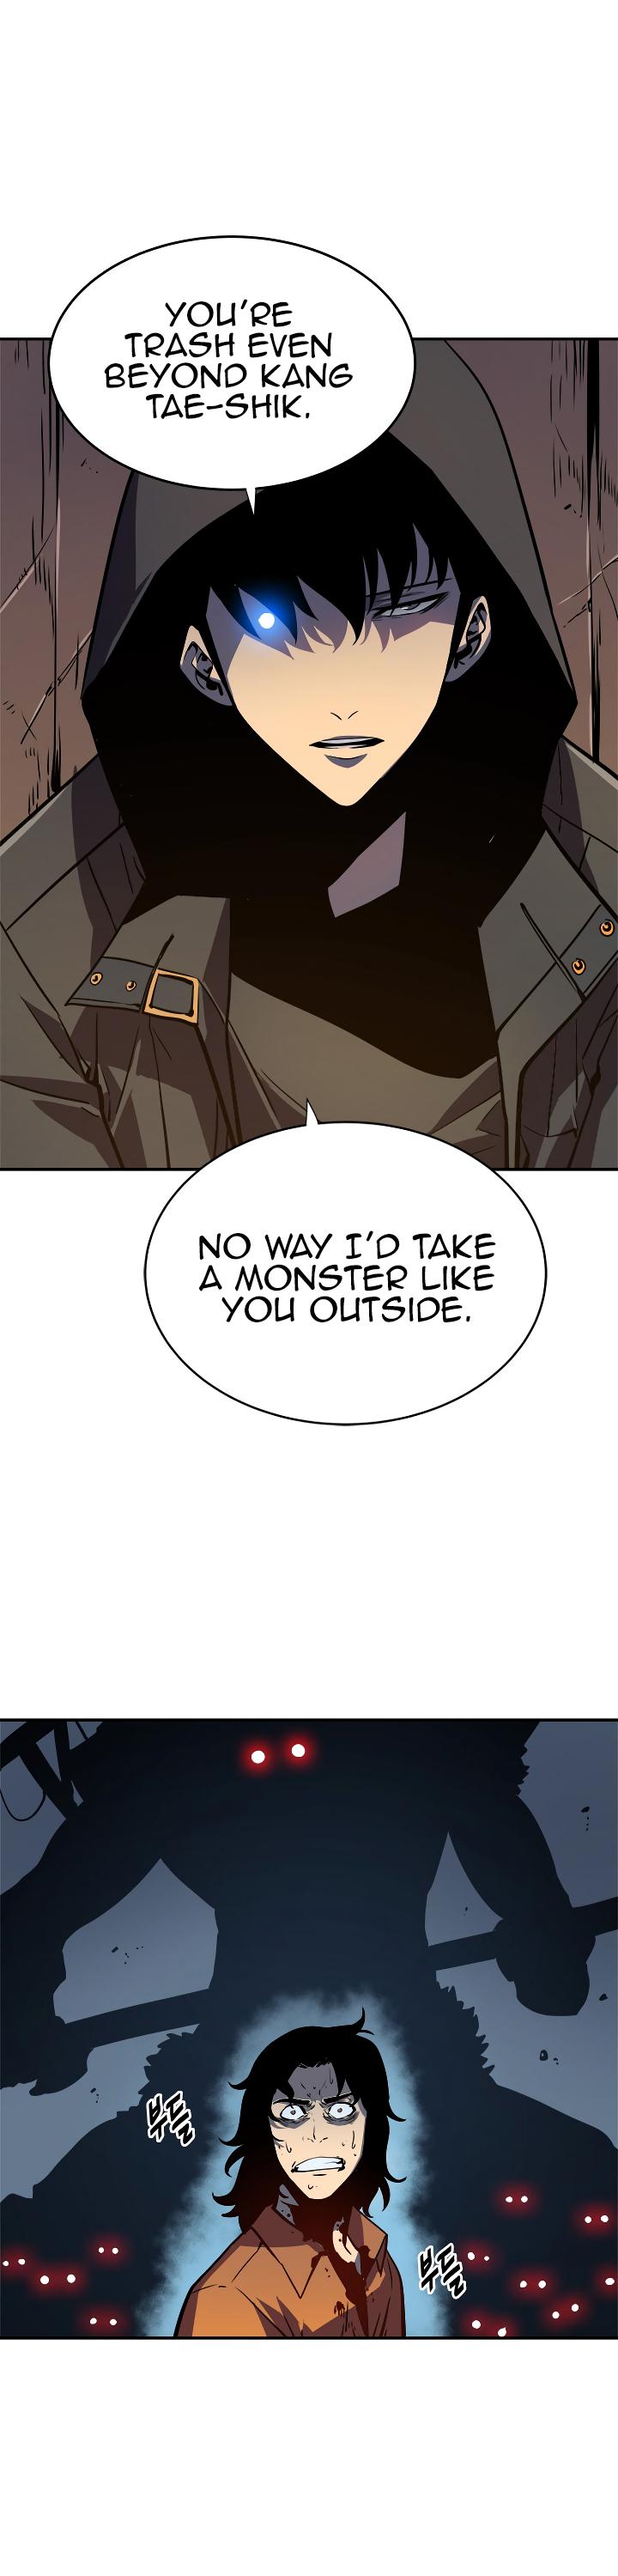 YOU'RE
TRASH EVEN
BEYOND KANG
TAE-SHIK.
NO WAY I'D TAKE
A MONSTER LIKE
YOU OUTSIDE.
부들
부들